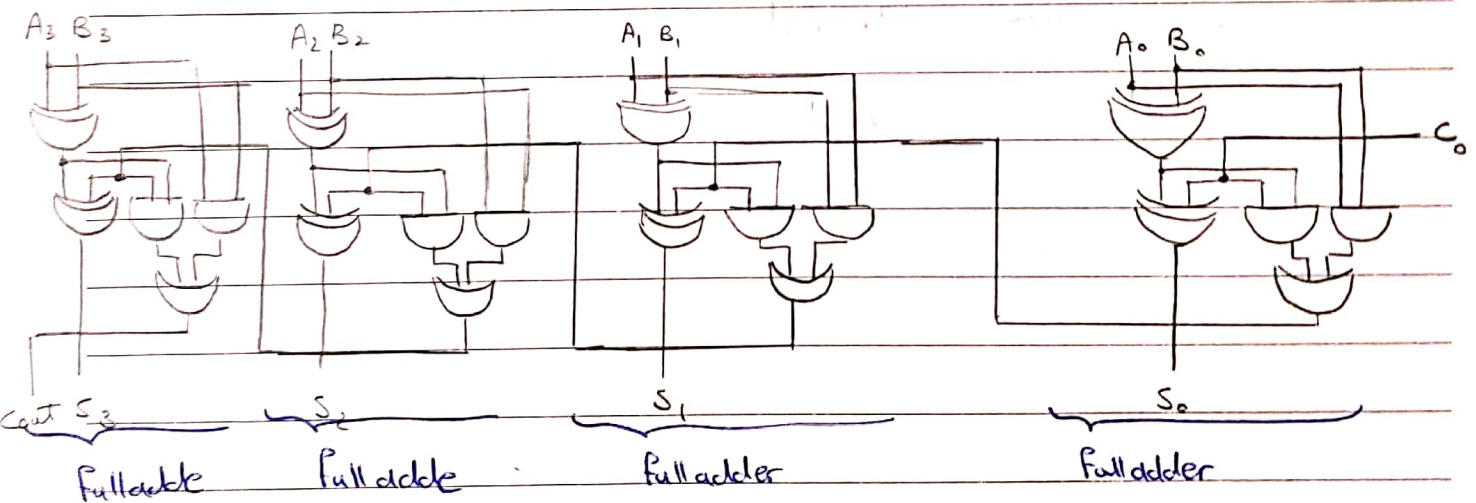 A3 B3 A2 B2 A1 B1 A0 B0
C0
Cout S3 S2 S1 S0
fulladde fulladde fulladder fulladder